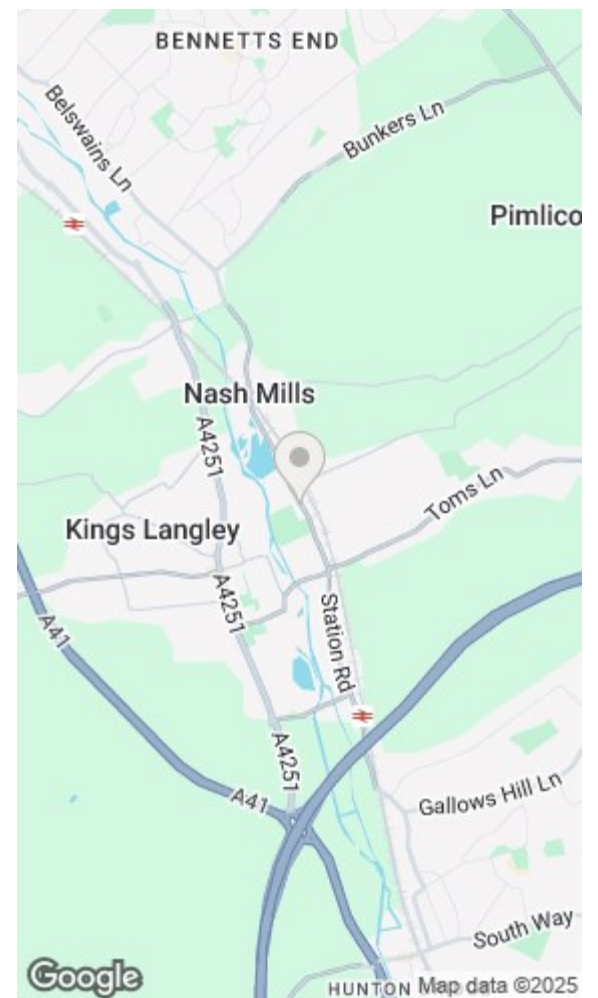 BENNETTS END
Belswains Ln
Bunkers Ln
Pimlico
Nash Mills
A4251
Toms Ln
Kings Langley
A4251
A41
Station Rd
A4251
A41
Gallows Hill Ln
South Way
Google
HUNTON
Map data ©2025